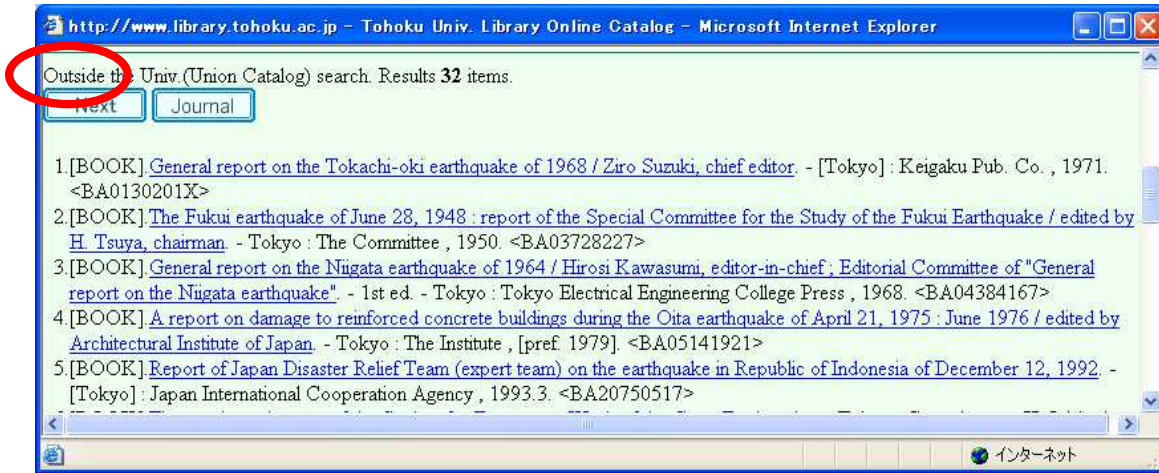 http://www.library.tohoku.ac.jp - Tohoku Univ. Library Online Catalog - Microsoft Internet Explorer
Outside the Univ.(Union Catalog) search. Results 32 items.
Next Journal
1.[BOOK].General report on the Tokachi-oki earthquake of 1968 / Ziro Suzuki, chief editor. - [Tokyo] : Keigaku Pub. Co. , 1971.
<BA0130201X>
2.[BOOK].The Fukui earthquake of June 28, 1948 : report of the Special Committee for the Study of the Fukui Earthquake / edited by
H. Tsuya, chairman. - Tokyo : The Committee , 1950. <BA03728227>
3.[BOOK].General report on the Niigata earthquake of 1964 / Hirosi Kawasumi, editor-in-chief ; Editorial Committee of "General
report on the Niigata earthquake". - 1st ed. - Tokyo : Tokyo Electrical Engineering College Press , 1968. <BA04384167>
4.[BOOK].A report on damage to reinforced concrete buildings during the Oita earthquake of April 21, 1975 : June 1976 / edited by
Architectural Institute of Japan. - Tokyo : The Institute , [pref. 1979]. <BA05141921>
5.[BOOK].Report of Japan Disaster Relief Team (expert team) on the earthquake in Republic of Indonesia of December 12, 1992. -
[Tokyo] : Japan International Cooperation Agency , 1993.3. <BA20750517>
インターネット